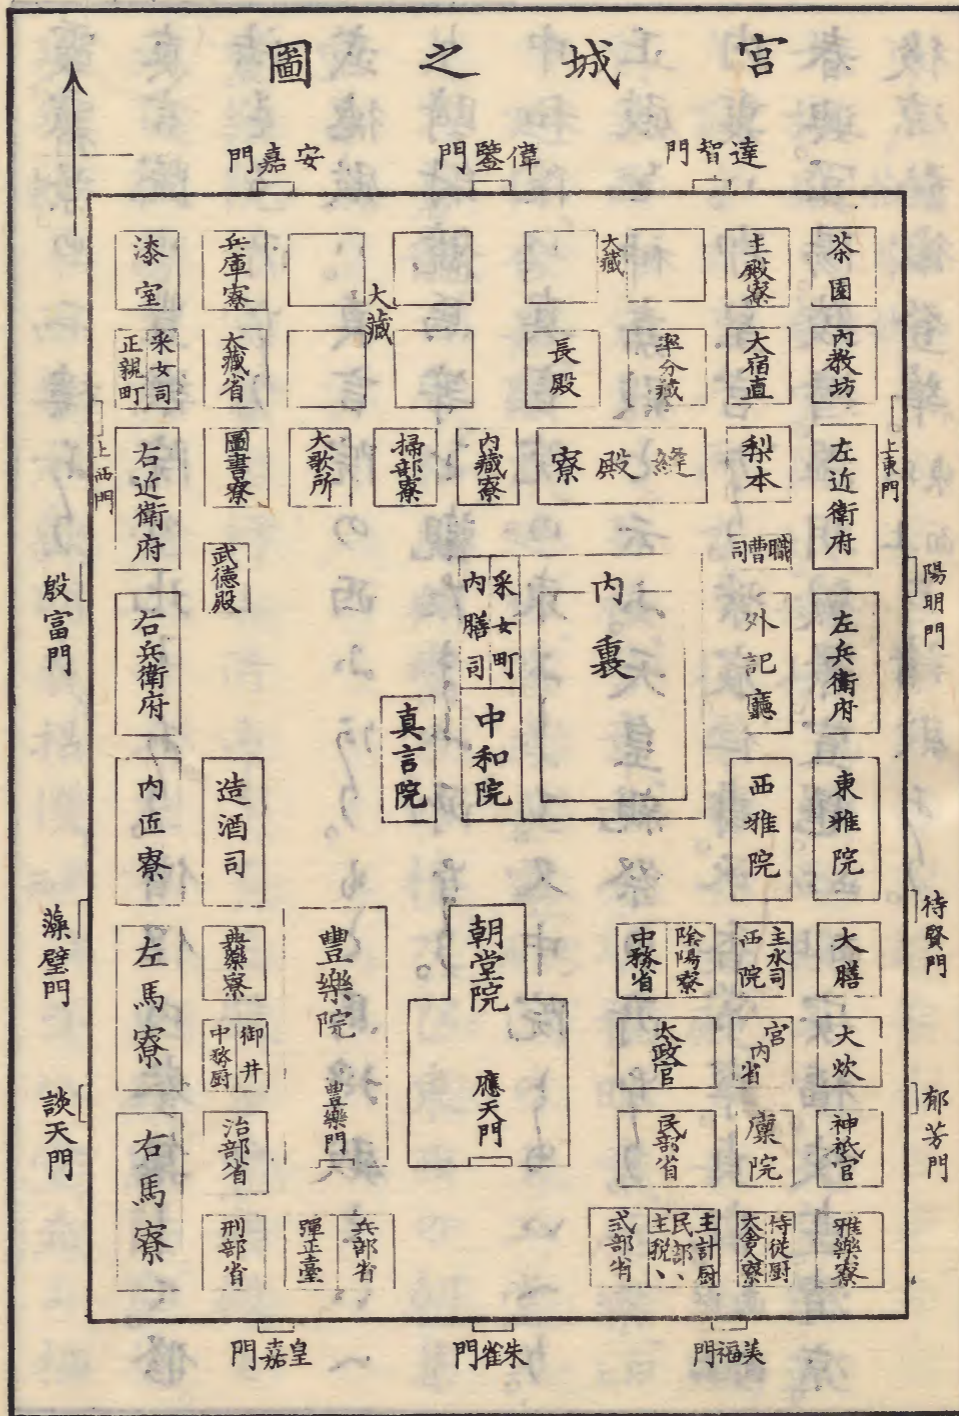 宮城之圖
達智門
偉鑒門
安嘉門
茶園
主殿寮
大藏
大藏
兵庫寮
漆室
內教坊
大宿直
率分藏
長殿
大藏省
采女司
正親町
上東門
左近衛府
梨本
縫殿寮
內藏寮
掃部寮
大歌所
圖書寮
右近衛府
上西門
職曹司
武德殿
陽明門
左兵衛府
外記廳
內裏
采女町
內膳司
中和院
真言院
右兵衛府
殷富門
東雅院
西雅院
造酒司
內匠寮
待賢門
大膳
主水司
西院
陰陽寮
中務省
朝堂院
應天門
豐樂院
豊樂門
典藥寮
左馬寮
藻壁門
大炊
宮內省
太政官
御井
中務厨
郁芳門
神祇官
廩院
民部省
治部省
右馬寮
談天門
雅樂寮
侍從厨
大舍人寮
主計厨
民部、
主税、
式部省
兵部省
彈正臺
刑部省
美福門
朱雀門
皇嘉門